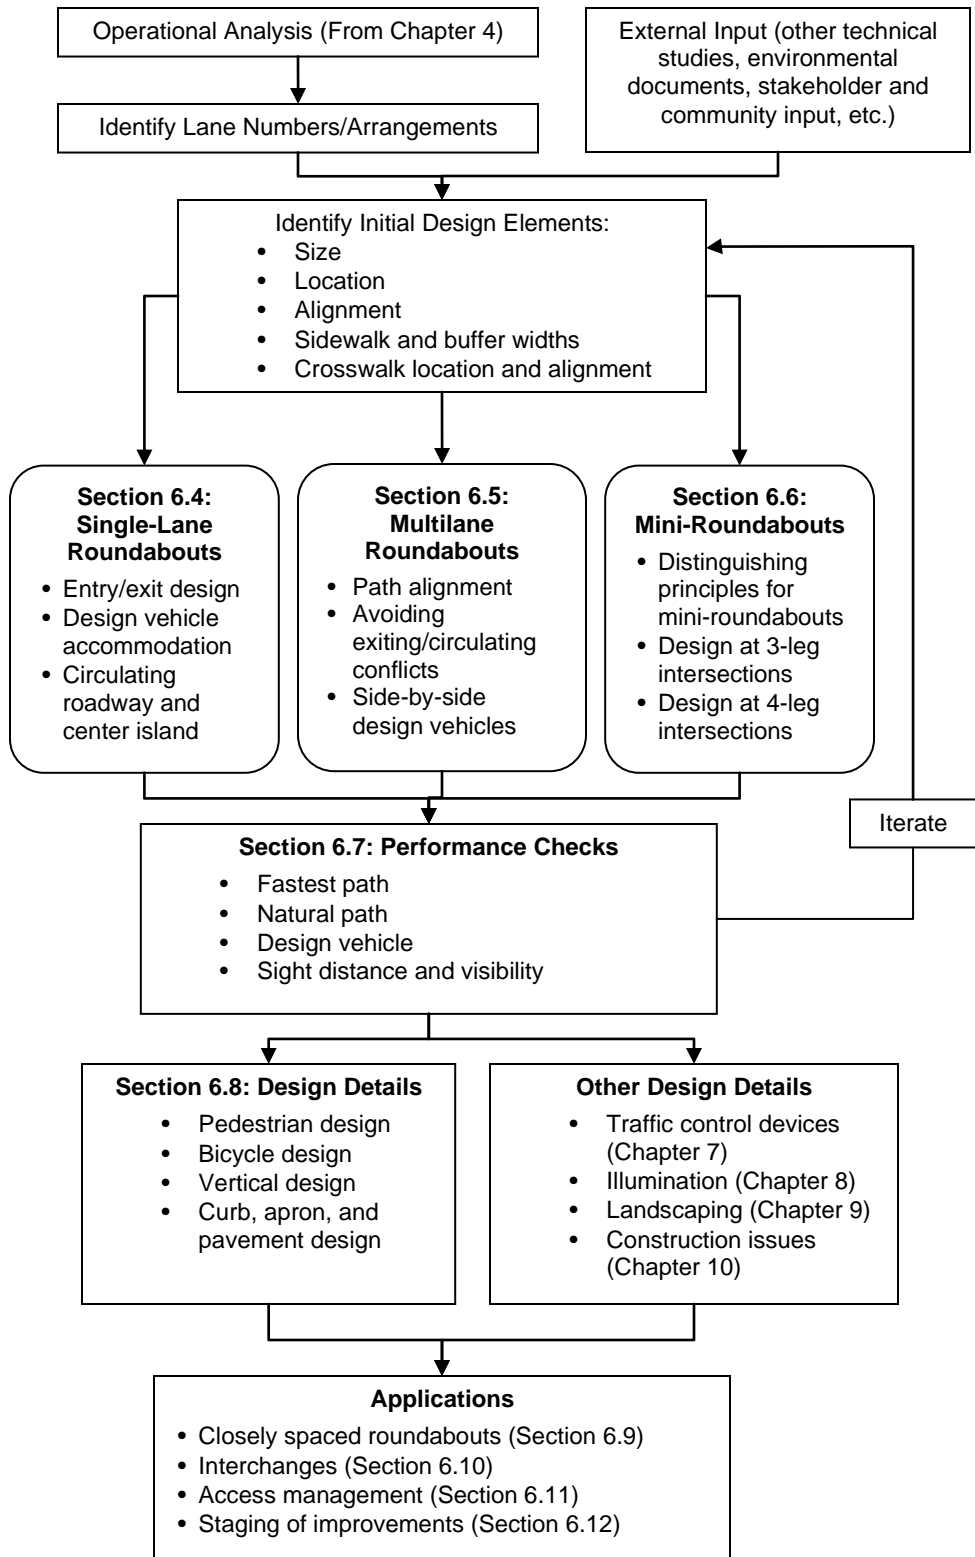 Operational Analysis (From Chapter 4)
External Input (other technical
studies, environmental
documents, stakeholder and
community input, etc.)
Identify Lane Numbers/Arrangements
Identify Initial Design Elements:
• Size
• Location
• Alignment
• Sidewalk and buffer widths
• Crosswalk location and alignment
Section 6.4:
Single-Lane
Roundabouts
• Entry/exit design
• Design vehicle
accommodation
• Circulating
roadway and
center island
Section 6.5:
Multilane
Roundabouts
• Path alignment
• Avoiding
exiting/circulating
conflicts
• Side-by-side
design vehicles
Section 6.6:
Mini-Roundabouts
• Distinguishing
principles for
mini-roundabouts
• Design at 3-leg
intersections
• Design at 4-leg
intersections
Iterate
Section 6.7: Performance Checks
• Fastest path
• Natural path
• Design vehicle
• Sight distance and visibility
Section 6.8: Design Details
• Pedestrian design
• Bicycle design
• Vertical design
• Curb, apron, and
pavement design
Other Design Details
• Traffic control devices
(Chapter 7)
• Illumination (Chapter 8)
• Landscaping (Chapter 9)
• Construction issues
(Chapter 10)
Applications
• Closely spaced roundabouts (Section 6.9)
• Interchanges (Section 6.10)
• Access management (Section 6.11)
• Staging of improvements (Section 6.12)